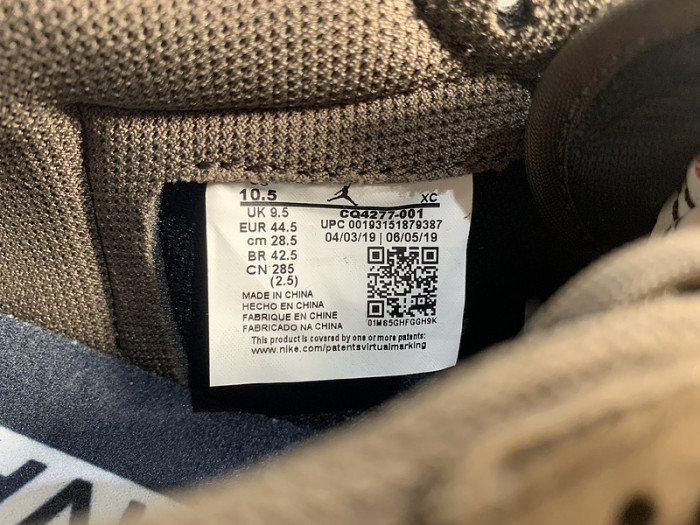 10.5
XC
UK 9.5
CQ4277-001
EUR 44.5
UPC 00193151879387
cm 28.5
04/03/19 | 06/05/19
BR 42.5
CN 285
(2.5)
MADE IN CHINA
HECHO EN CHINA
FABRIQUE EN CHINE
FABRICADO NA CHINA
01M65GHFGGH9K
This product is covered by one or more patents:
www.nike.com/patentsvirtualmarking